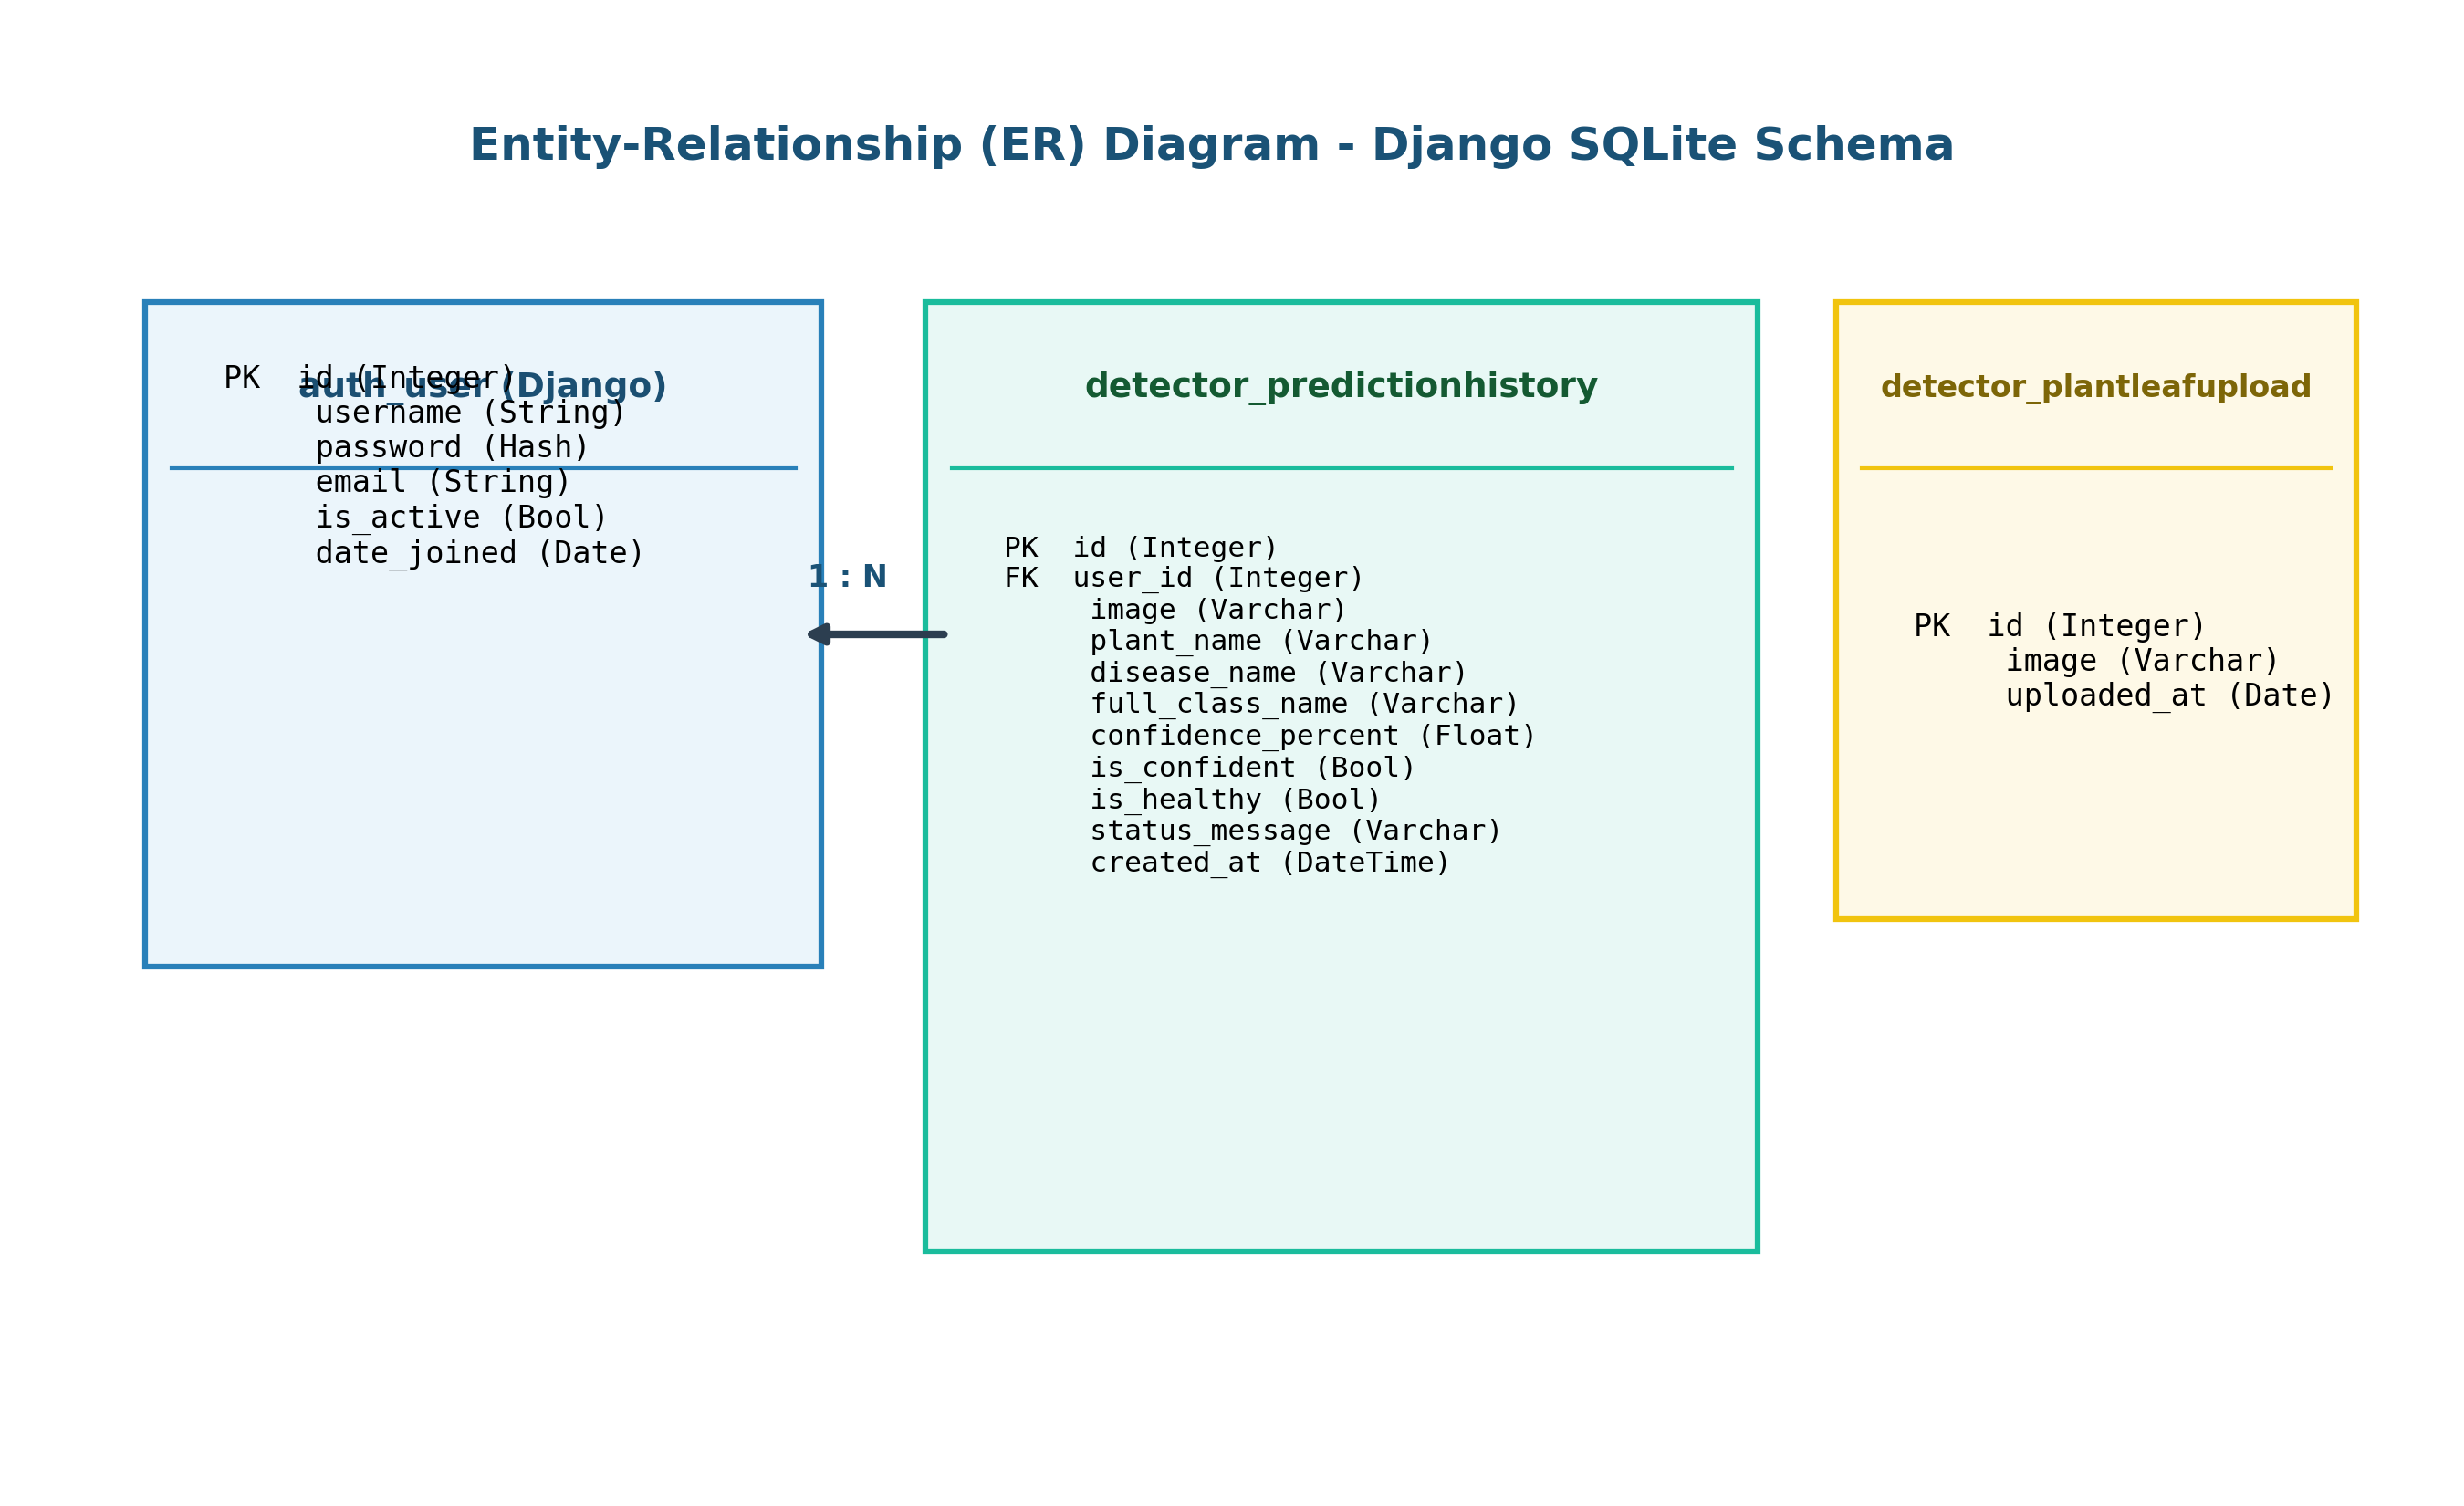 Entity-Relationship (ER) Diagram - Django SQLite Schema
auth_user (Django)
PK  id (Integer)
username (String)
password (Hash)
email (String)
is_active (Bool)
date_joined (Date)
1 : N
detector_predictionhistory
PK  id (Integer)
FK  user_id (Integer)
image (Varchar)
plant_name (Varchar)
disease_name (Varchar)
full_class_name (Varchar)
confidence_percent (Float)
is_confident (Bool)
is_healthy (Bool)
status_message (Varchar)
created_at (DateTime)
detector_plantleafupload
PK  id (Integer)
image (Varchar)
uploaded_at (Date)